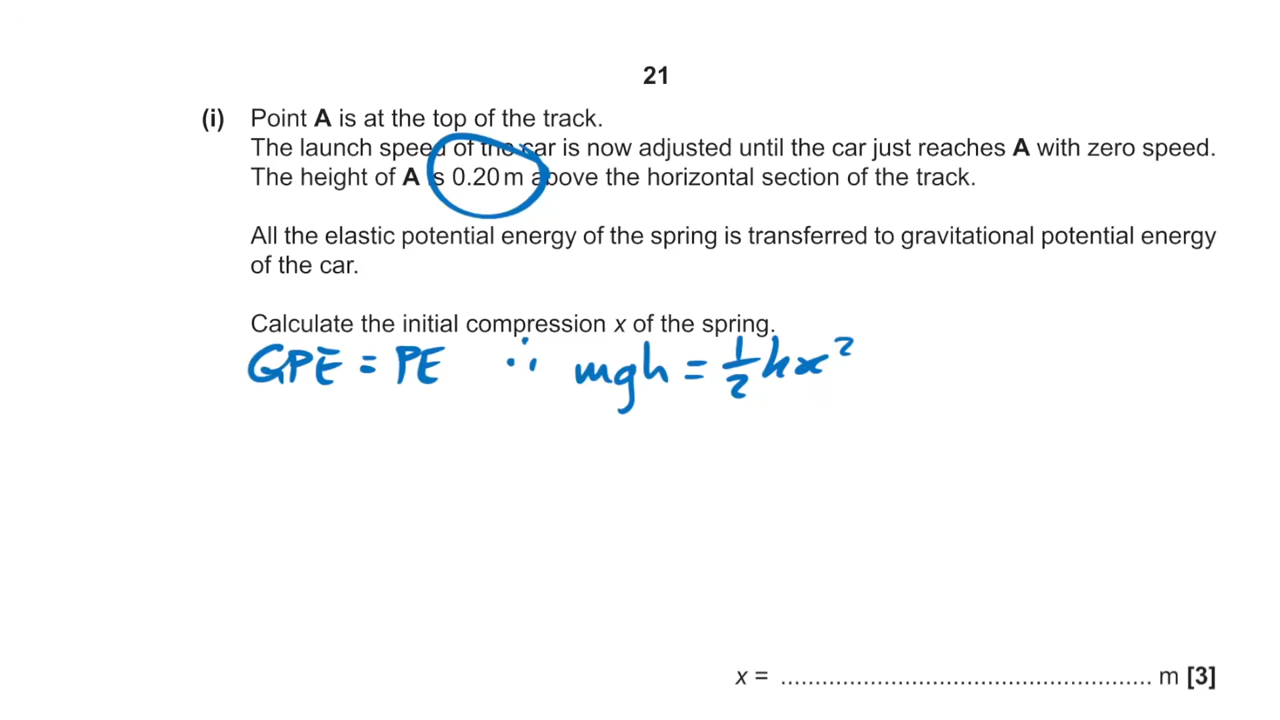 21
(i) Point A is at the top of the track.
The launch speed of the car is now adjusted until the car just reaches A with zero speed.
The height of A is 0.20 m above the horizontal section of the track.
All the elastic potential energy of the spring is transferred to gravitational potential energy
of the car.
Calculate the initial compression x of the spring.
GPE = PE ∴ mgh = ½kx²
x = ...................................................... m [3]